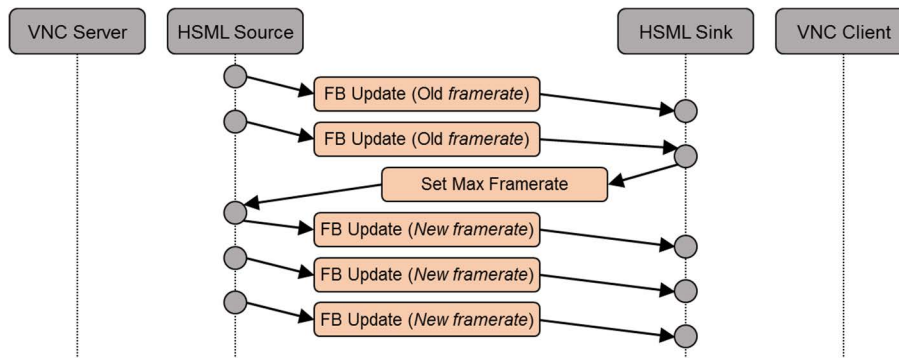 VNC Server
HSML Source
HSML Sink
VNC Client
FB Update (Old framerate)
FB Update (Old framerate)
Set Max Framerate
FB Update (New framerate)
FB Update (New framerate)
FB Update (New framerate)